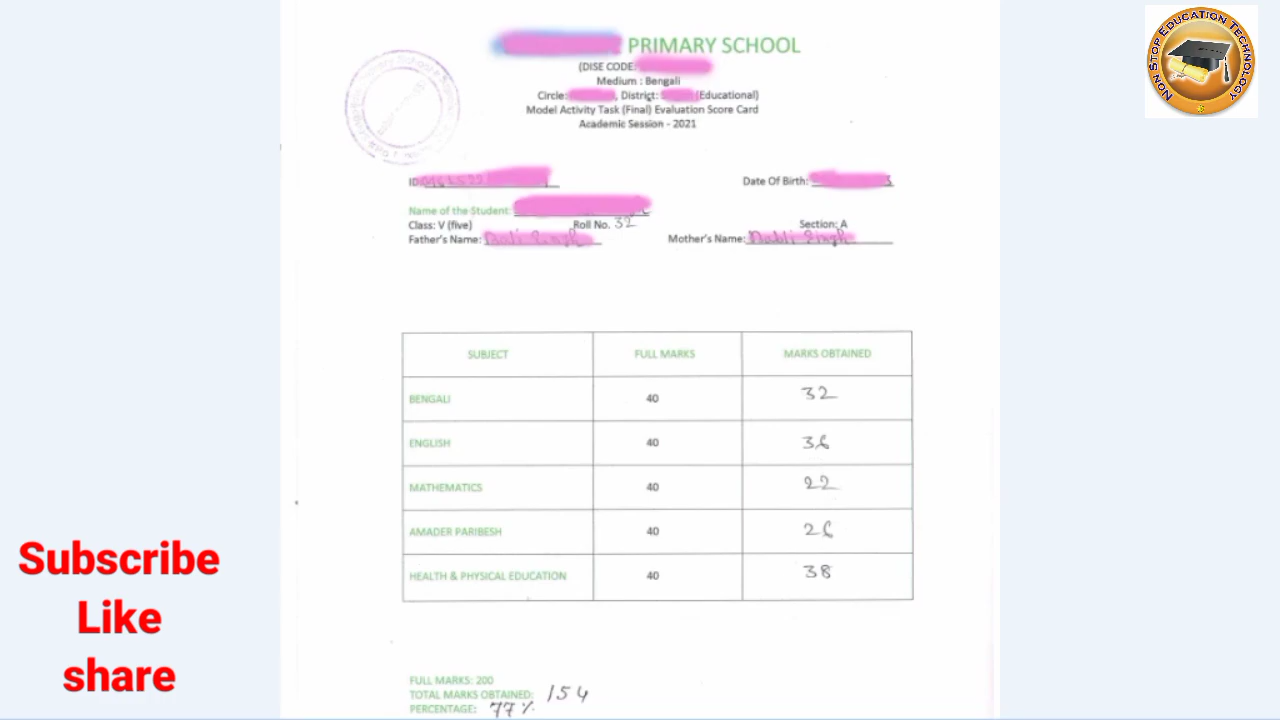 PRIMARY SCHOOL
(DISE CODE:
Medium : Bengali
Circle: , District: (Educational)
Model Activity Task (Final) Evaluation Score Card
Academic Session - 2021
ID
Date Of Birth:
Name of the Student:
Class: V (five) Roll No. 32 Section: A
Father's Name: Mother's Name:
SUBJECT FULL MARKS MARKS OBTAINED
BENGALI 40 32
ENGLISH 40 36
MATHEMATICS 40 22
AMADER PARIBESH 40 26
HEALTH & PHYSICAL EDUCATION 40 38
FULL MARKS: 200
TOTAL MARKS OBTAINED: 154
PERCENTAGE: 77%
Subscribe
Like
share
NON STOP EDUCATION TECHNOLOGY